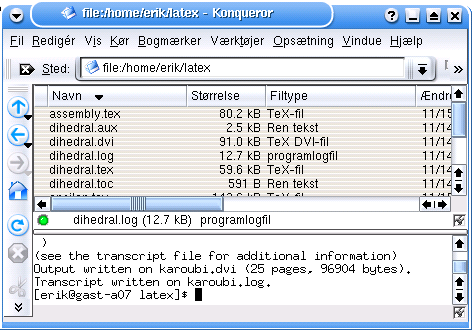 file:/home/erik/latex - Konqueror
Fil Redigér Vis Kør Bogmærker Værktøjer Opsætning Vindue Hjælp
Sted: file:/home/erik/latex
Navn Størrelse Filtype Ændre
assembly.tex 80.2 kB TeX-fil 11/15
dihedral.aux 2.5 kB Ren tekst 11/14
dihedral.dvi 91.0 kB TeX DVI-fil 11/14
dihedral.log 12.7 kB programlogfil 11/14
dihedral.tex 59.6 kB TeX-fil 11/14
dihedral.toc 591 B Ren tekst 11/14
dihedral.log (12.7 kB) programlogfil
)
(see the transcript file for additional information)
Output written on karoubi.dvi (25 pages, 96904 bytes).
Transcript written on karoubi.log.
[erik@gast-a07 latex]$